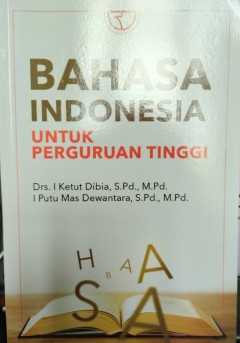 BAHASA
INDONESIA
UNTUK
PERGURUAN TINGGI
Drs. I Ketut Dibia, S.Pd., M.Pd.
I Putu Mas Dewantara, S.Pd., M.Pd.
H B A A A
S A